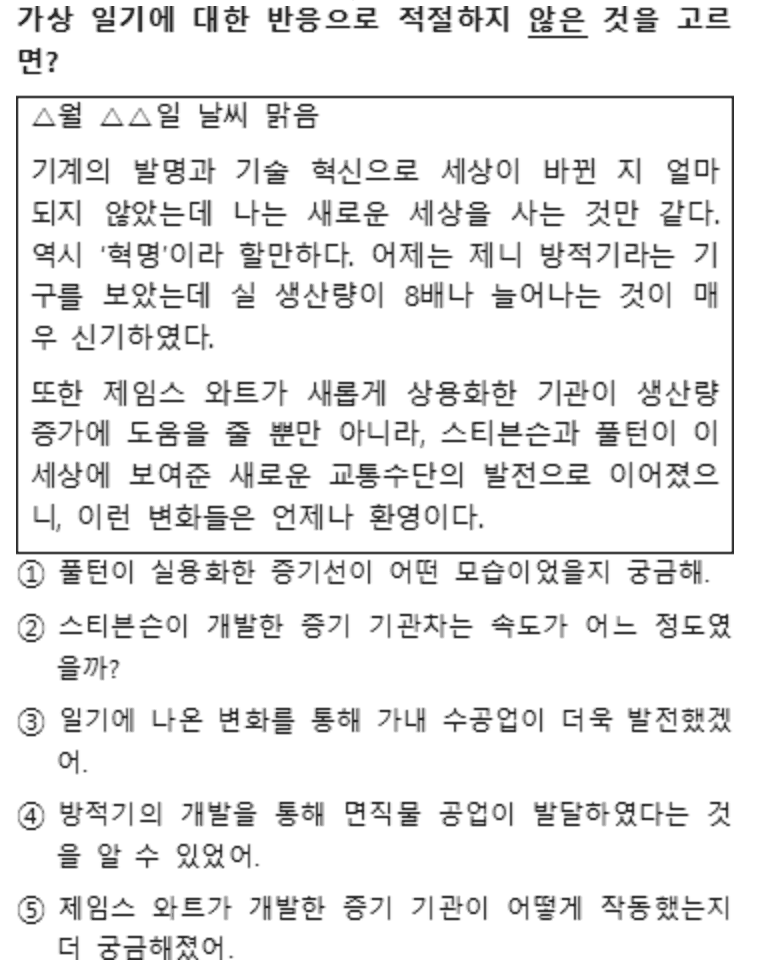 가상 일기에 대한 반응으로 적절하지 않은 것을 고르
면?
△월 △△일 날씨 맑음
기계의 발명과 기술 혁신으로 세상이 바뀐 지 얼마
되지 않았는데 나는 새로운 세상을 사는 것만 같다.
역시 '혁명'이라 할만하다. 어제는 제니 방적기라는 기
구를 보았는데 실 생산량이 8배나 늘어나는 것이 매
우 신기하였다.
또한 제임스 와트가 새롭게 상용화한 기관이 생산량
증가에 도움을 줄 뿐만 아니라, 스티븐슨과 풀턴이 이
세상에 보여준 새로운 교통수단의 발전으로 이어졌으
니, 이런 변화들은 언제나 환영이다.
① 풀턴이 실용화한 증기선이 어떤 모습이었을지 궁금해.
② 스티븐슨이 개발한 증기 기관차는 속도가 어느 정도였
을까?
③ 일기에 나온 변화를 통해 가내 수공업이 더욱 발전했겠
어.
④ 방적기의 개발을 통해 면직물 공업이 발달하였다는 것
을 알 수 있었어.
⑤ 제임스 와트가 개발한 증기 기관이 어떻게 작동했는지
더 궁금해졌어.